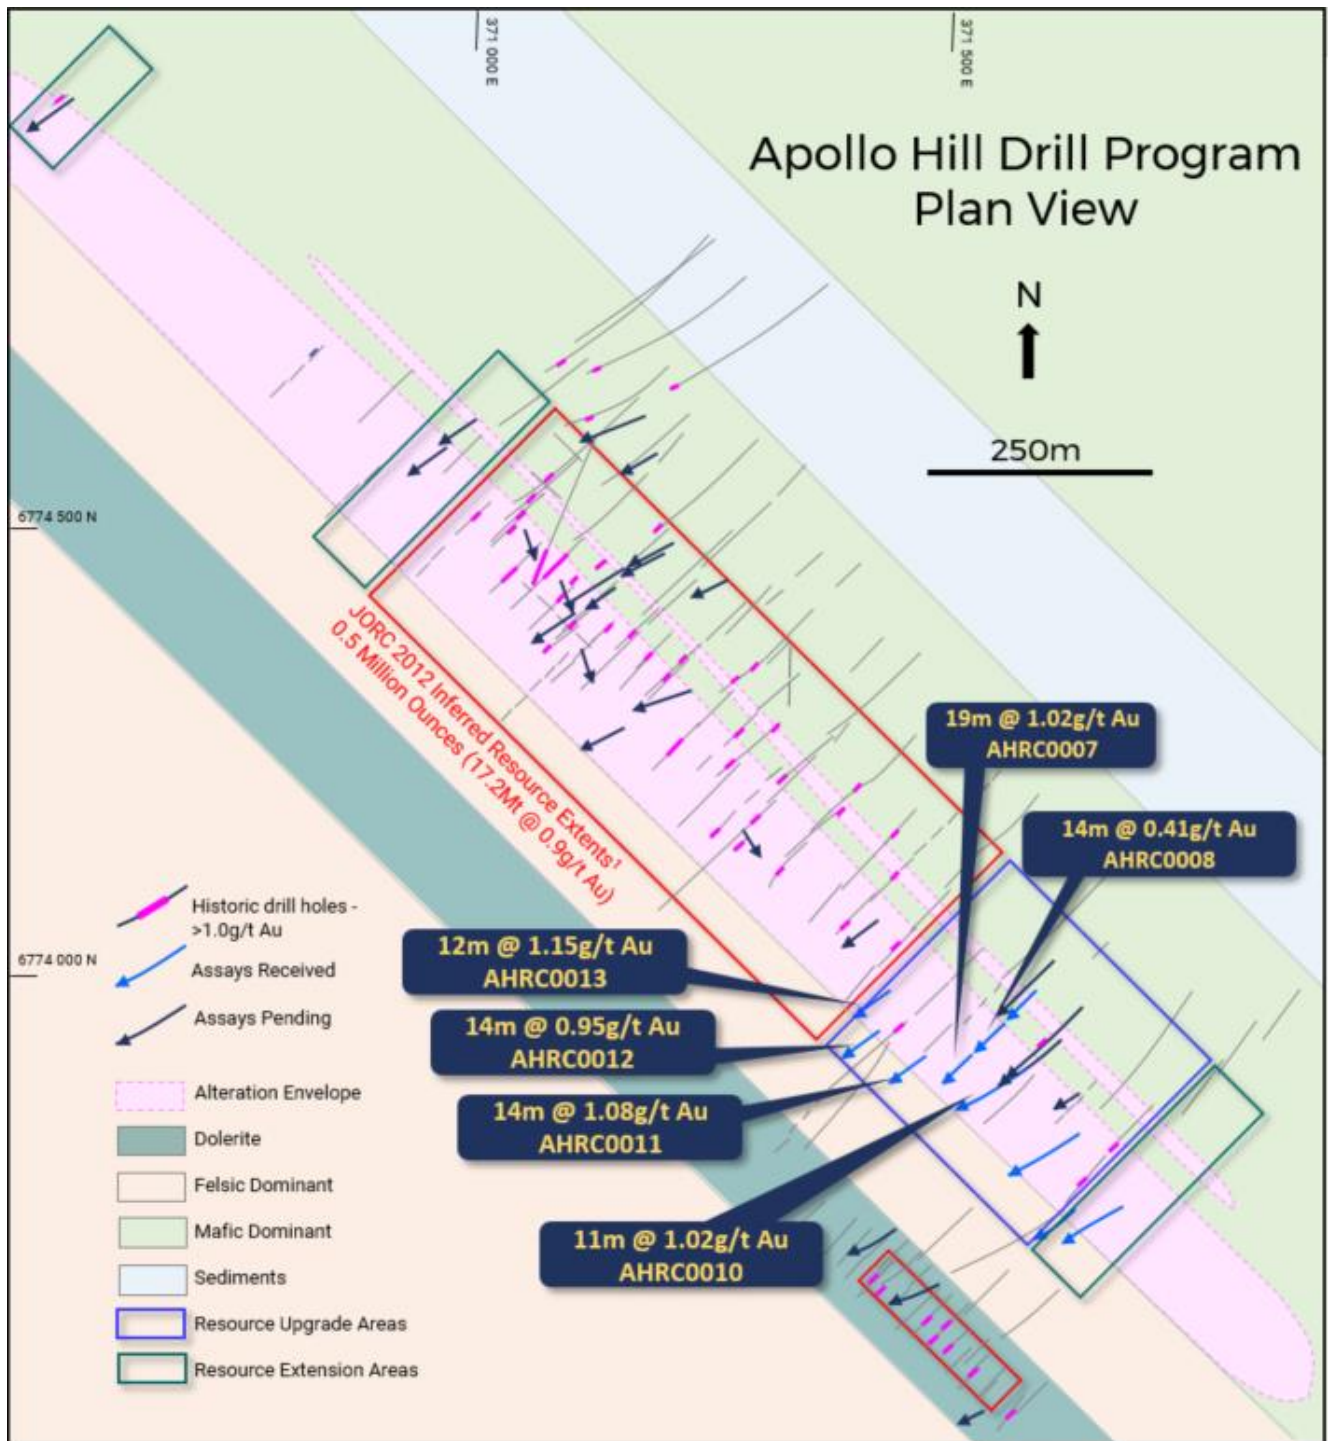 371 000 E
371 500 E
Apollo Hill Drill Program
Plan View
N
250m
6774 500 N
JORC 2012 Inferred Resource Extents¹
0.5 Million Ounces (17.2Mt @ 0.9g/t Au)
19m @ 1.02g/t Au
AHRC0007
14m @ 0.41g/t Au
AHRC0008
12m @ 1.15g/t Au
AHRC0013
14m @ 0.95g/t Au
AHRC0012
14m @ 1.08g/t Au
AHRC0011
11m @ 1.02g/t Au
AHRC0010
6774 000 N
Historic drill holes -
>1.0g/t Au
Assays Received
Assays Pending
Alteration Envelope
Dolerite
Felsic Dominant
Mafic Dominant
Sediments
Resource Upgrade Areas
Resource Extension Areas